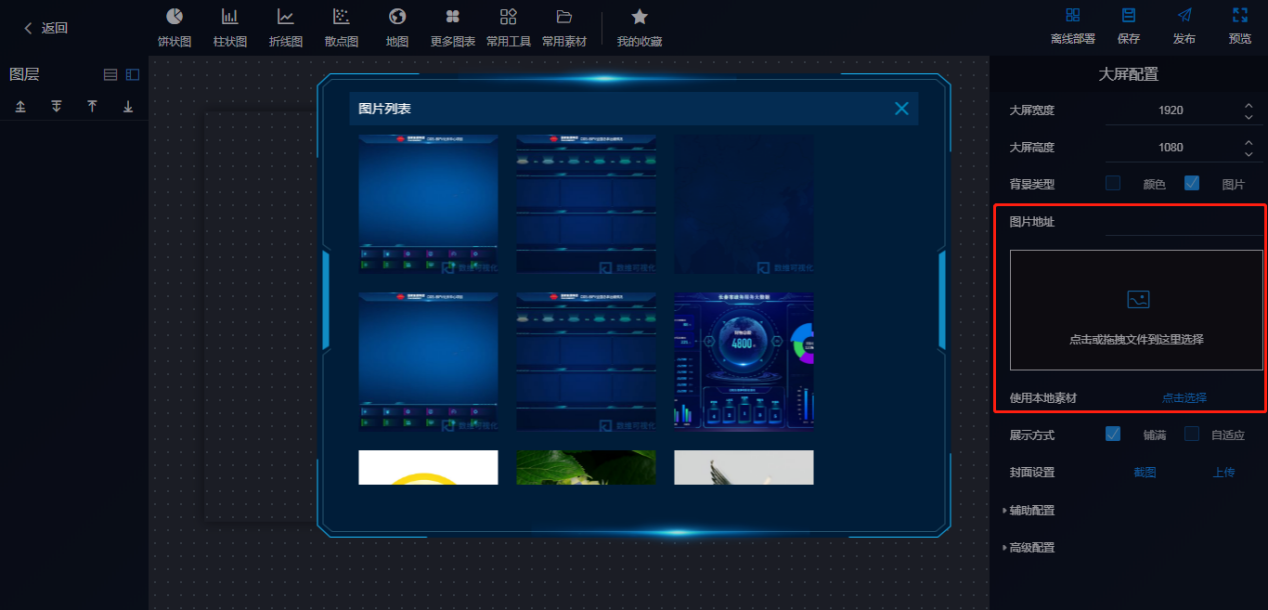 返回
饼状图
柱状图
折线图
散点图
地图
更多图表
常用工具
常用素材
我的收藏
离线部署
保存
发布
预览
图层
图片列表
数维可视化
数维可视化
数维可视化
数维可视化
数维可视化
4800
大屏配置
大屏宽度 1920
大屏高度 1080
背景类型 颜色 图片
图片地址
点击或拖拽文件到这里选择
使用本地素材 点击选择
展示方式 铺满 自适应
封面设置 截图 上传
辅助配置
高级配置